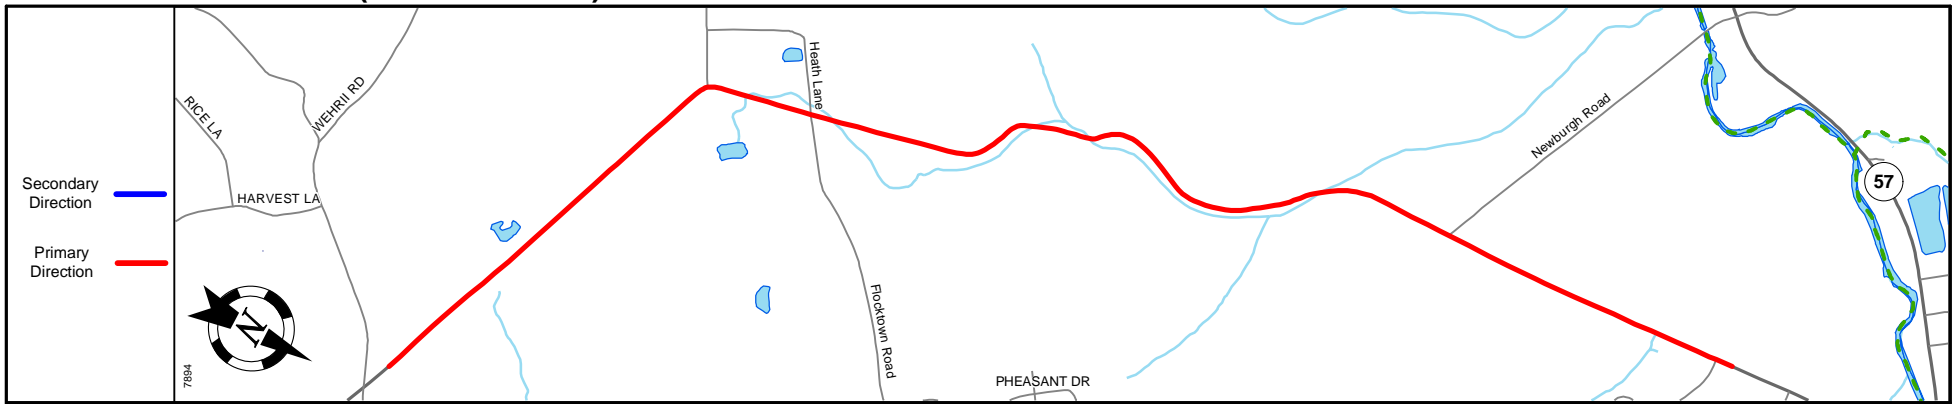 Secondary
Direction
Primary
Direction
RICE LA
WEHRII RD
HARVEST LA
N
7894
Heath Lane
Flocktown Road
PHEASANT DR
Newburgh Road
57